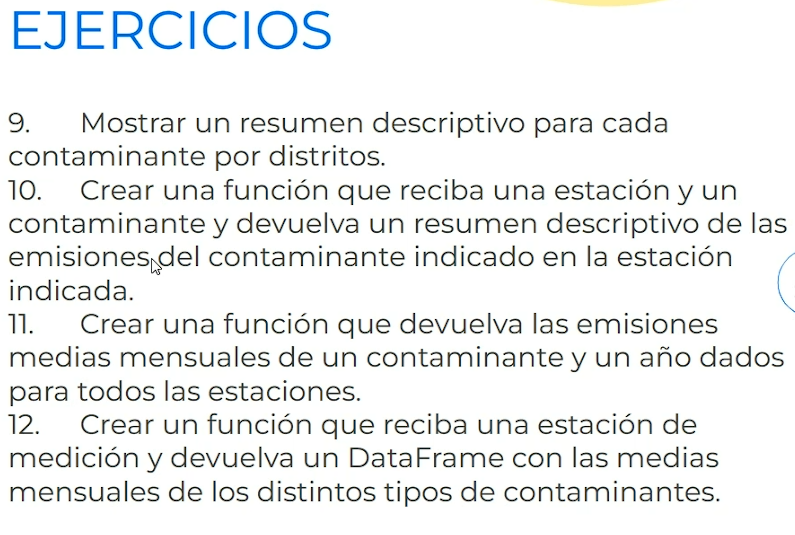 EJERCICIOS
9. Mostrar un resumen descriptivo para cada
contaminante por distritos.
10. Crear una función que reciba una estación y un
contaminante y devuelva un resumen descriptivo de las
emisiones del contaminante indicado en la estación
indicada.
11. Crear una función que devuelva las emisiones
medias mensuales de un contaminante y un año dados
para todos las estaciones.
12. Crear un función que reciba una estación de
medición y devuelva un DataFrame con las medias
mensuales de los distintos tipos de contaminantes.